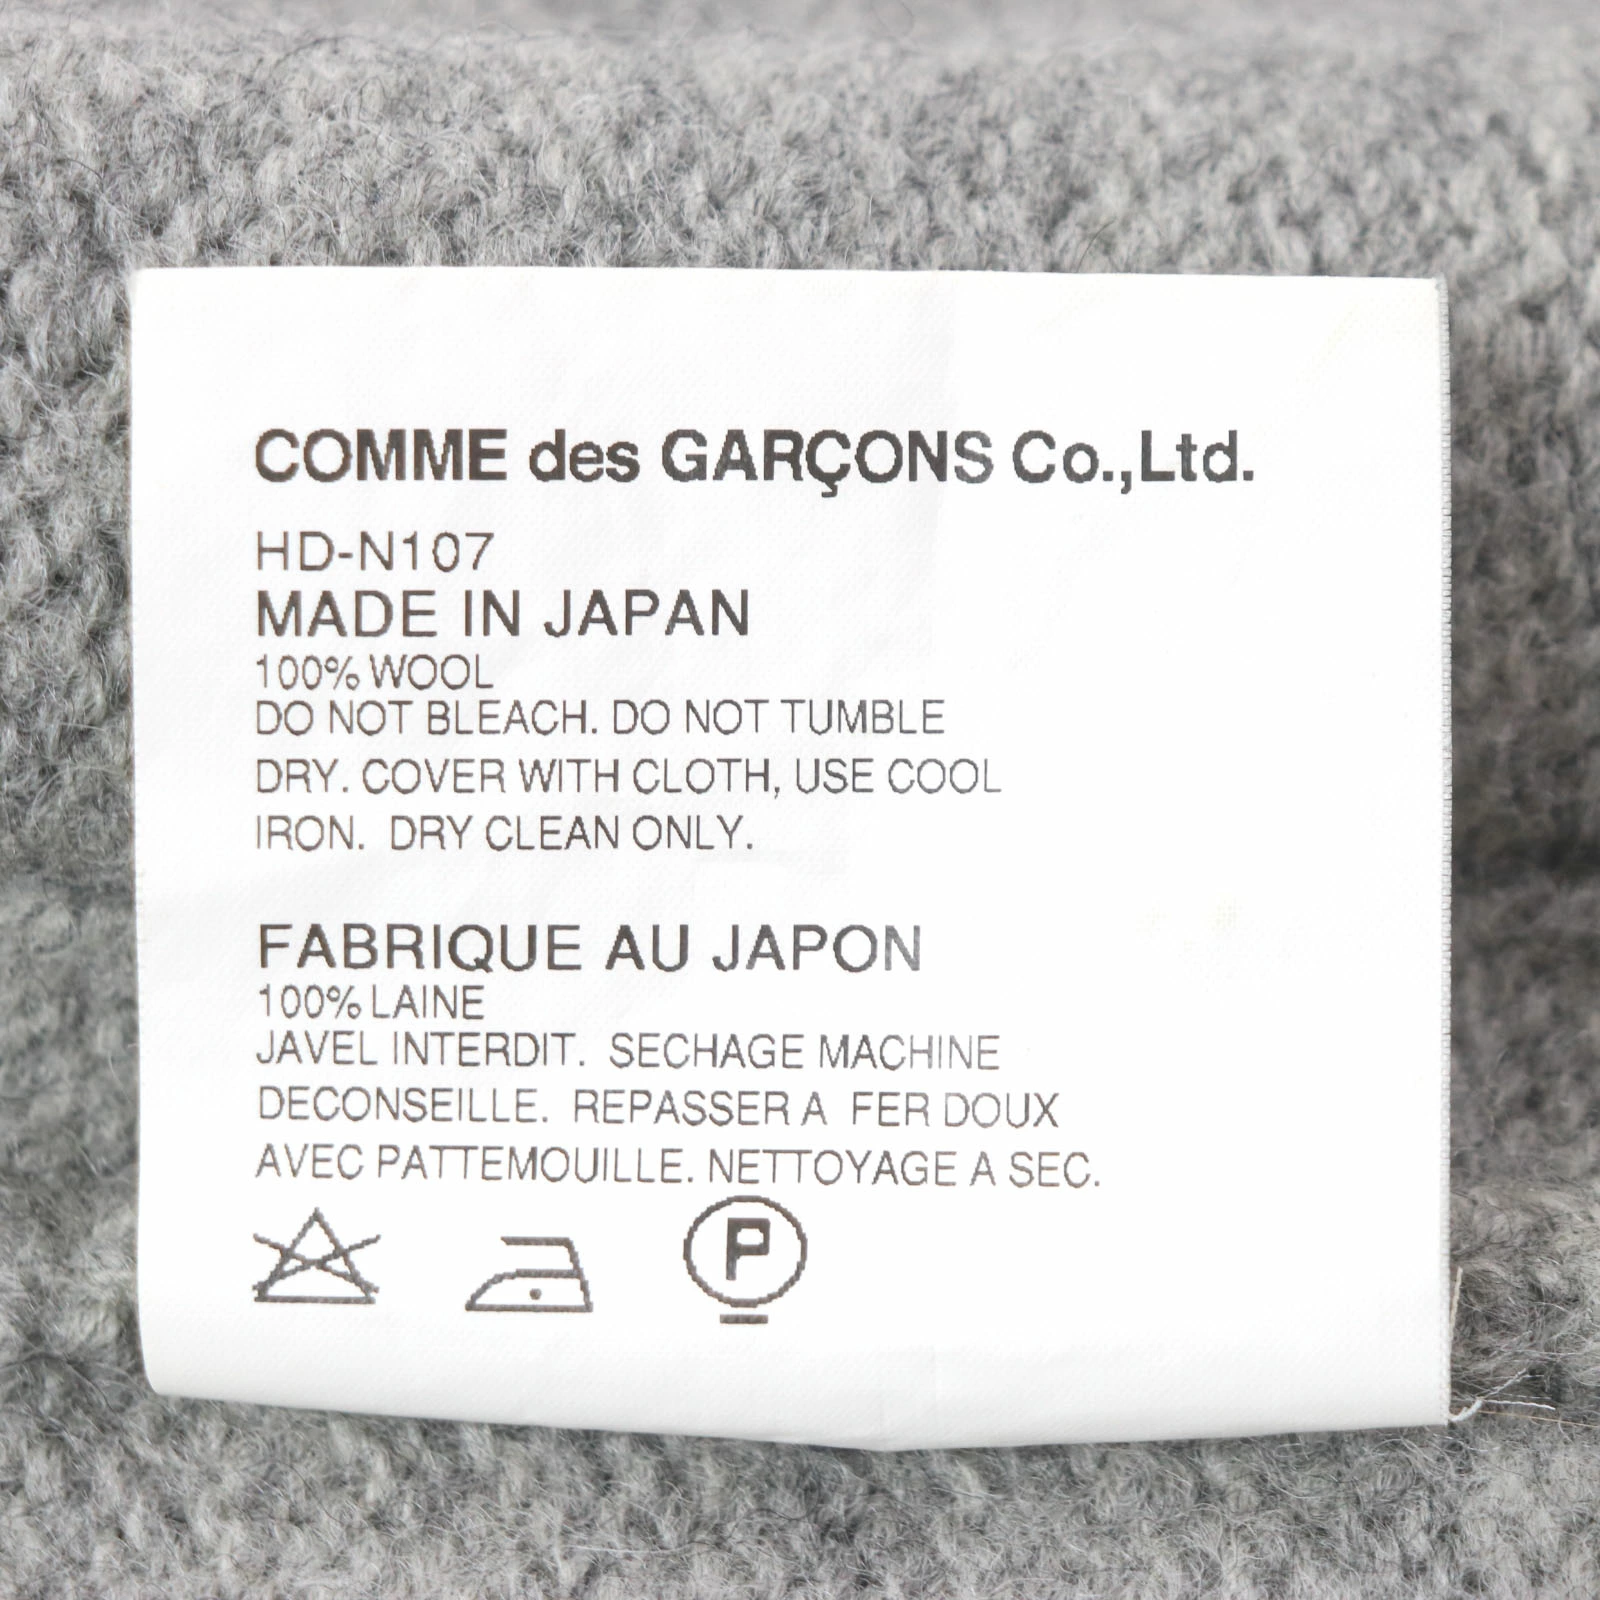 COMME des GARÇONS Co.,Ltd.
HD-N107
MADE IN JAPAN
100% WOOL
DO NOT BLEACH. DO NOT TUMBLE
DRY. COVER WITH CLOTH, USE COOL
IRON. DRY CLEAN ONLY.
FABRIQUE AU JAPON
100% LAINE
JAVEL INTERDIT. SECHAGE MACHINE
DECONSEILLE. REPASSER A FER DOUX
AVEC PATTEMOUILLE. NETTOYAGE A SEC.
P